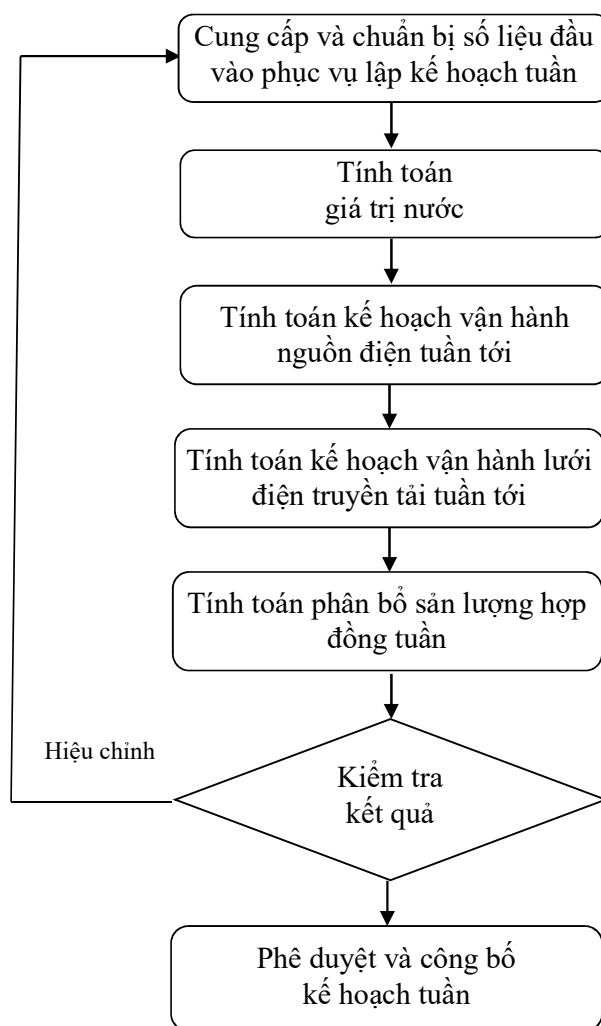 Cung cấp và chuẩn bị số liệu đầu
vào phục vụ lập kế hoạch tuần
Tính toán
giá trị nước
Tính toán kế hoạch vận hành
nguồn điện tuần tới
Tính toán kế hoạch vận hành lưới
điện truyền tải tuần tới
Tính toán phân bổ sản lượng hợp
đồng tuần
Hiệu chỉnh
Kiểm tra
kết quả
Phê duyệt và công bố
kế hoạch tuần